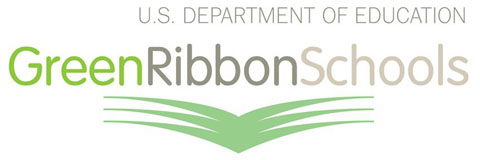 U.S. DEPARTMENT OF EDUCATION
GreenRibbonSchools